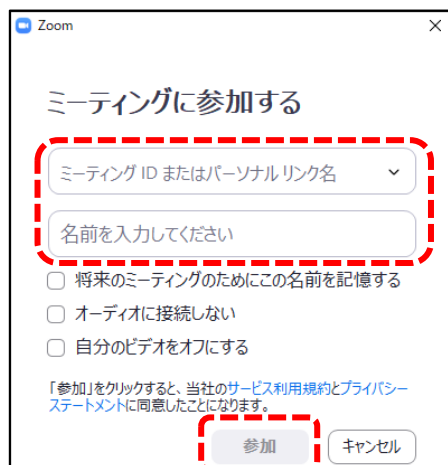 Zoom
ミーティングに参加する
ミーティング ID またはパーソナル リンク名
名前を入力してください
将来のミーティングのためにこの名前を記憶する
オーディオに接続しない
自分のビデオをオフにする
「参加」をクリックすると、当社のサービス利用規約とプライバシー
ステートメントに同意したことになります。
参加 キャンセル